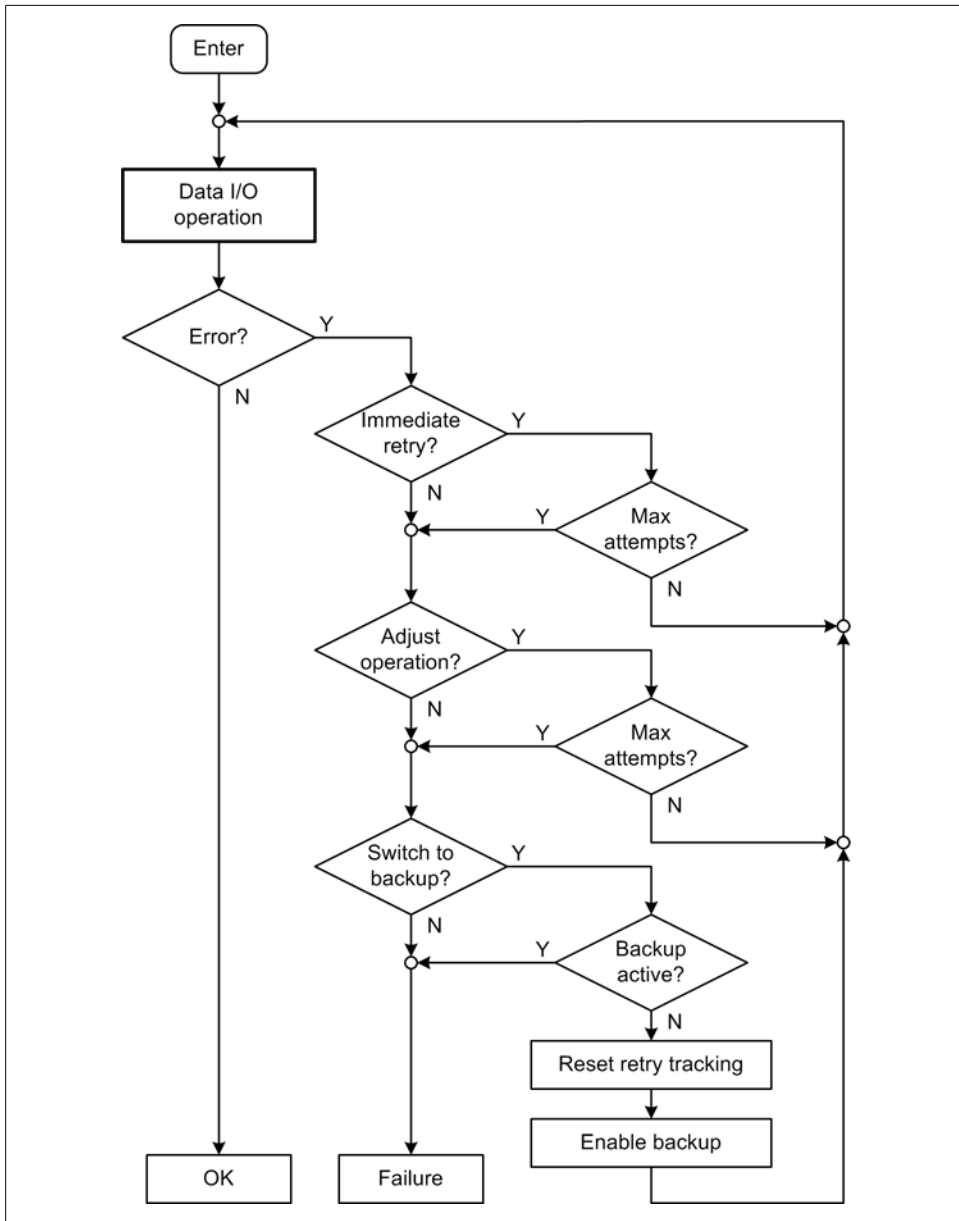 Enter
Data I/O
operation
Error?
Y
N
Immediate
retry?
Y
N
Max
attempts?
Y
N
Adjust
operation?
Y
N
Max
attempts?
Y
N
Switch to
backup?
Y
N
Backup
active?
Y
N
Reset retry tracking
Enable backup
OK
Failure